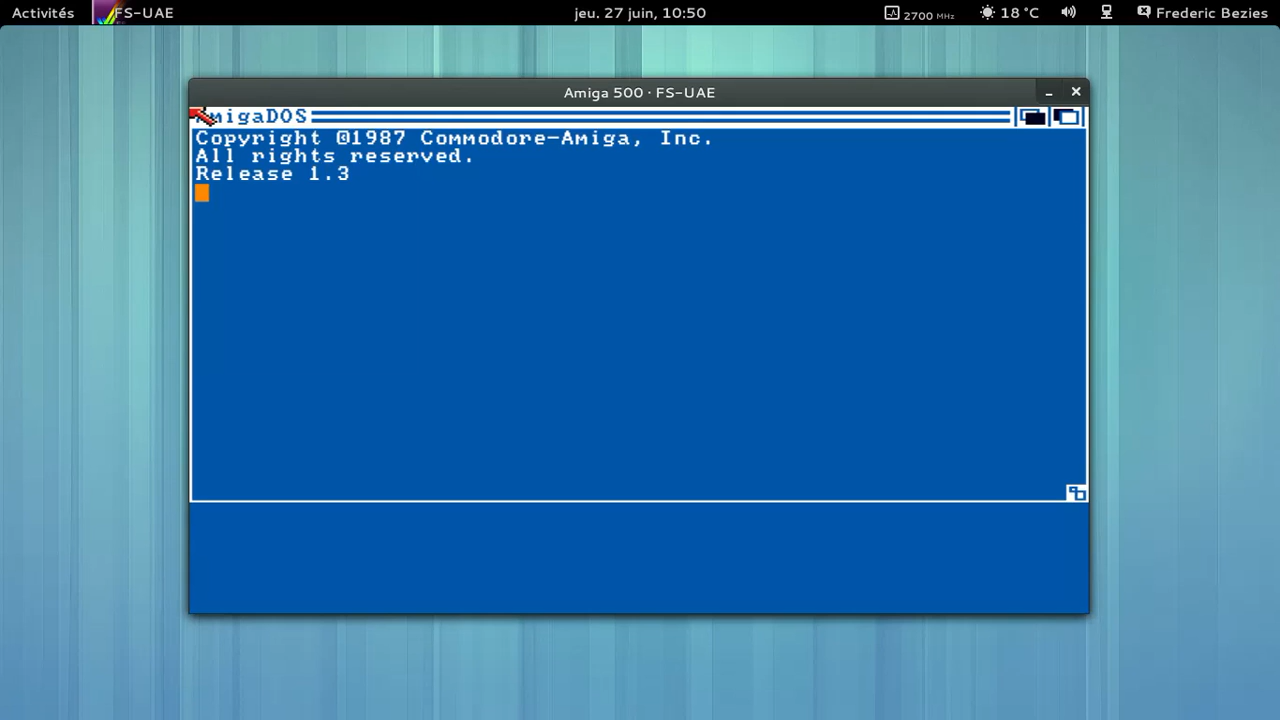 Activités FS-UAE jeu. 27 juin, 10:50 2700 MHz 18 °C Frederic Bezies
Amiga 500 · FS-UAE
AmigaDOS
Copyright ©1987 Commodore-Amiga, Inc.
All rights reserved.
Release 1.3